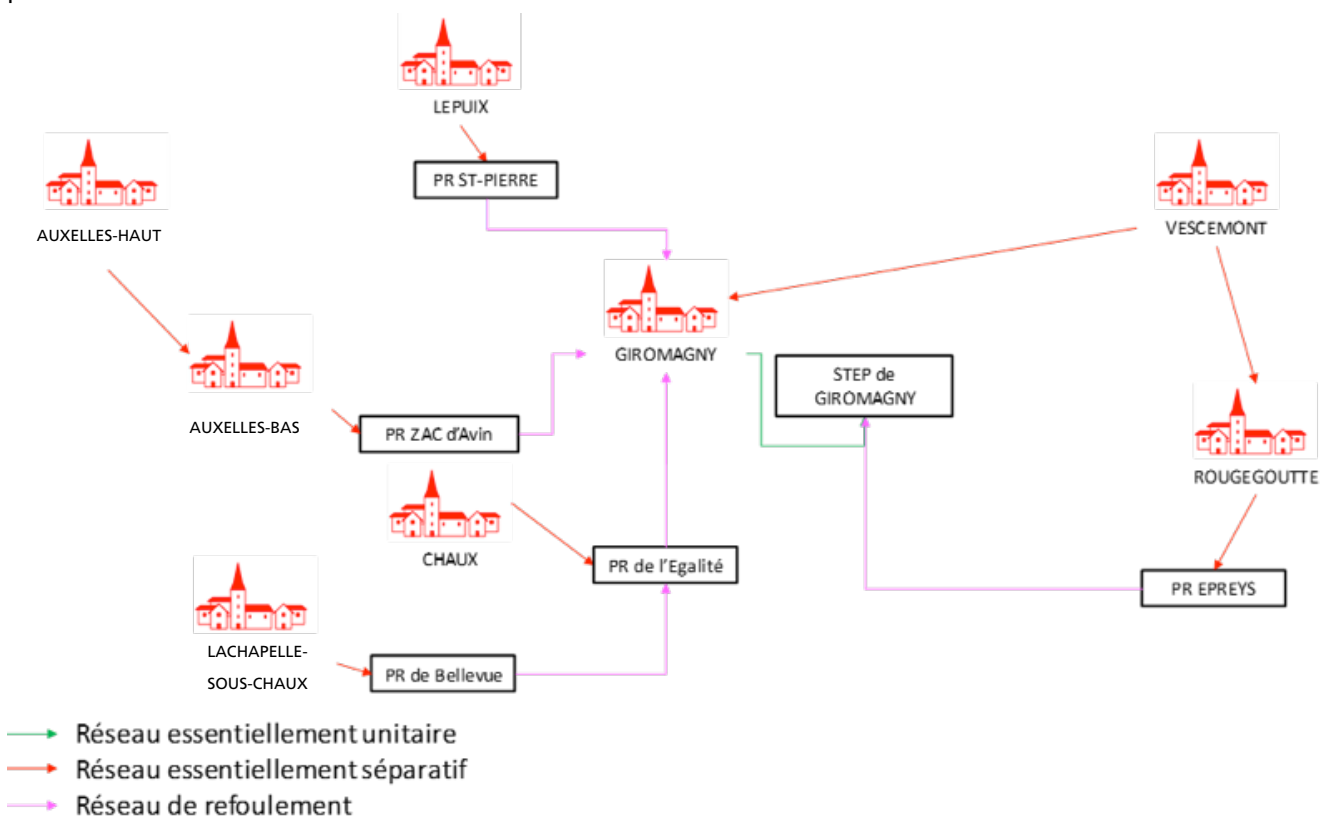 LEPUIX
PR ST-PIERRE
AUXELLES-HAUT
VESCEMONT
GIROMAGNY
STEP de
GIROMAGNY
AUXELLES-BAS
PR ZAC d'Avin
ROUGEGOUTTE
CHAUX
PR de l'Egalité
PR EPREYS
LACHAPELLE-
SOUS-CHAUX
PR de Bellevue
Réseau essentiellement unitaire
Réseau essentiellement séparatif
Réseau de refoulement